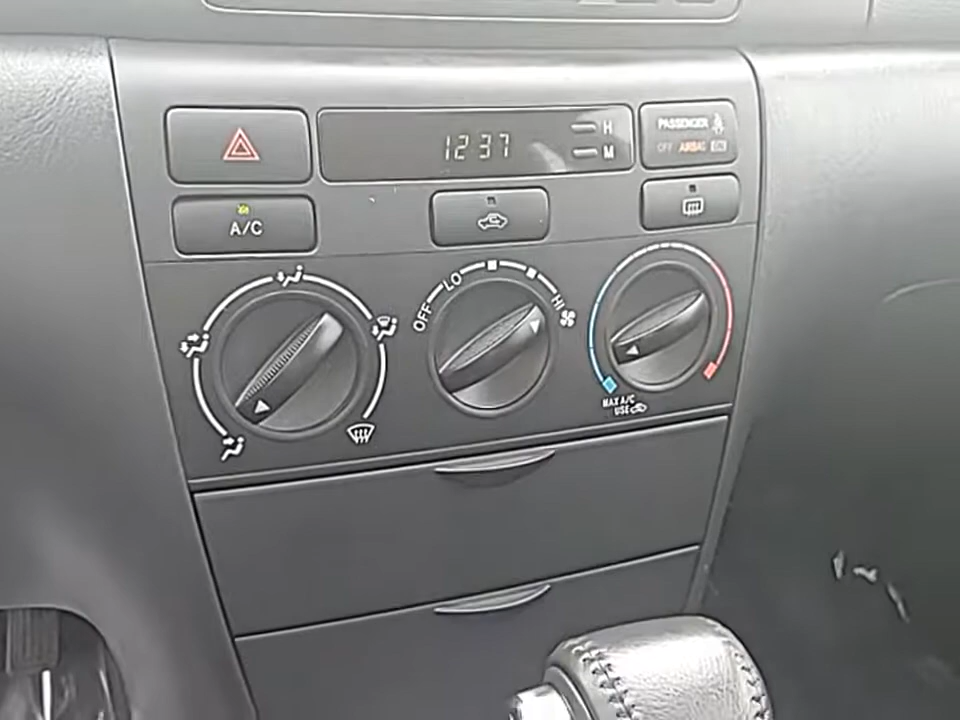 1237
H
M
PASSENGER
OFF AIRBAG ON
A/C
OFF LO HI
MAX A/C
USE